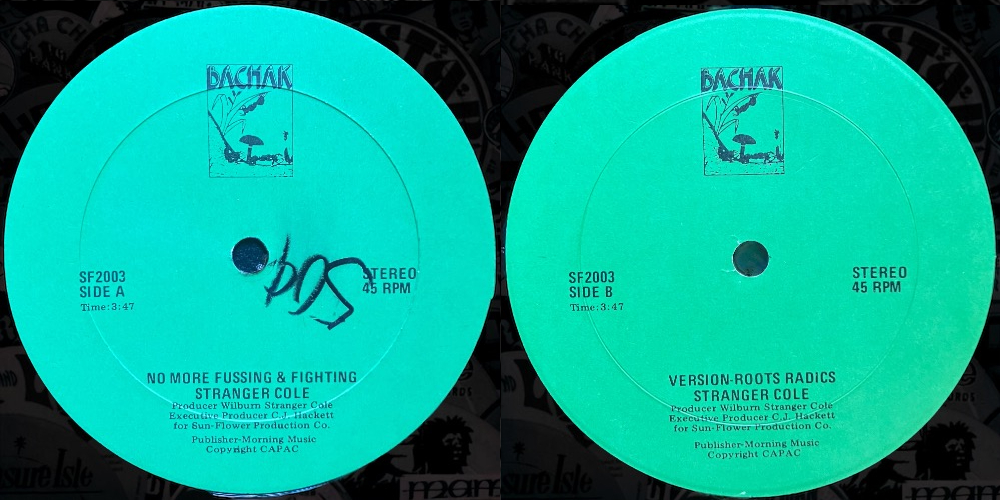 BACHAK
SF2003
SIDE A
Time:3:47
STEREO
45 RPM
NO MORE FUSSING & FIGHTING
STRANGER COLE
Producer Wilburn Stranger Cole
Executive Producer C.J. Hackett
for Sun-Flower Production Co.
Publisher-Morning Music
Copyright CAPAC
BACHAK
SF2003
SIDE B
Time:3:47
STEREO
45 RPM
VERSION-ROOTS RADICS
STRANGER COLE
Producer Wilburn Stranger Cole
Executive Producer C.J. Hackett
for Sun-Flower Production Co.
Publisher-Morning Music
Copyright CAPAC